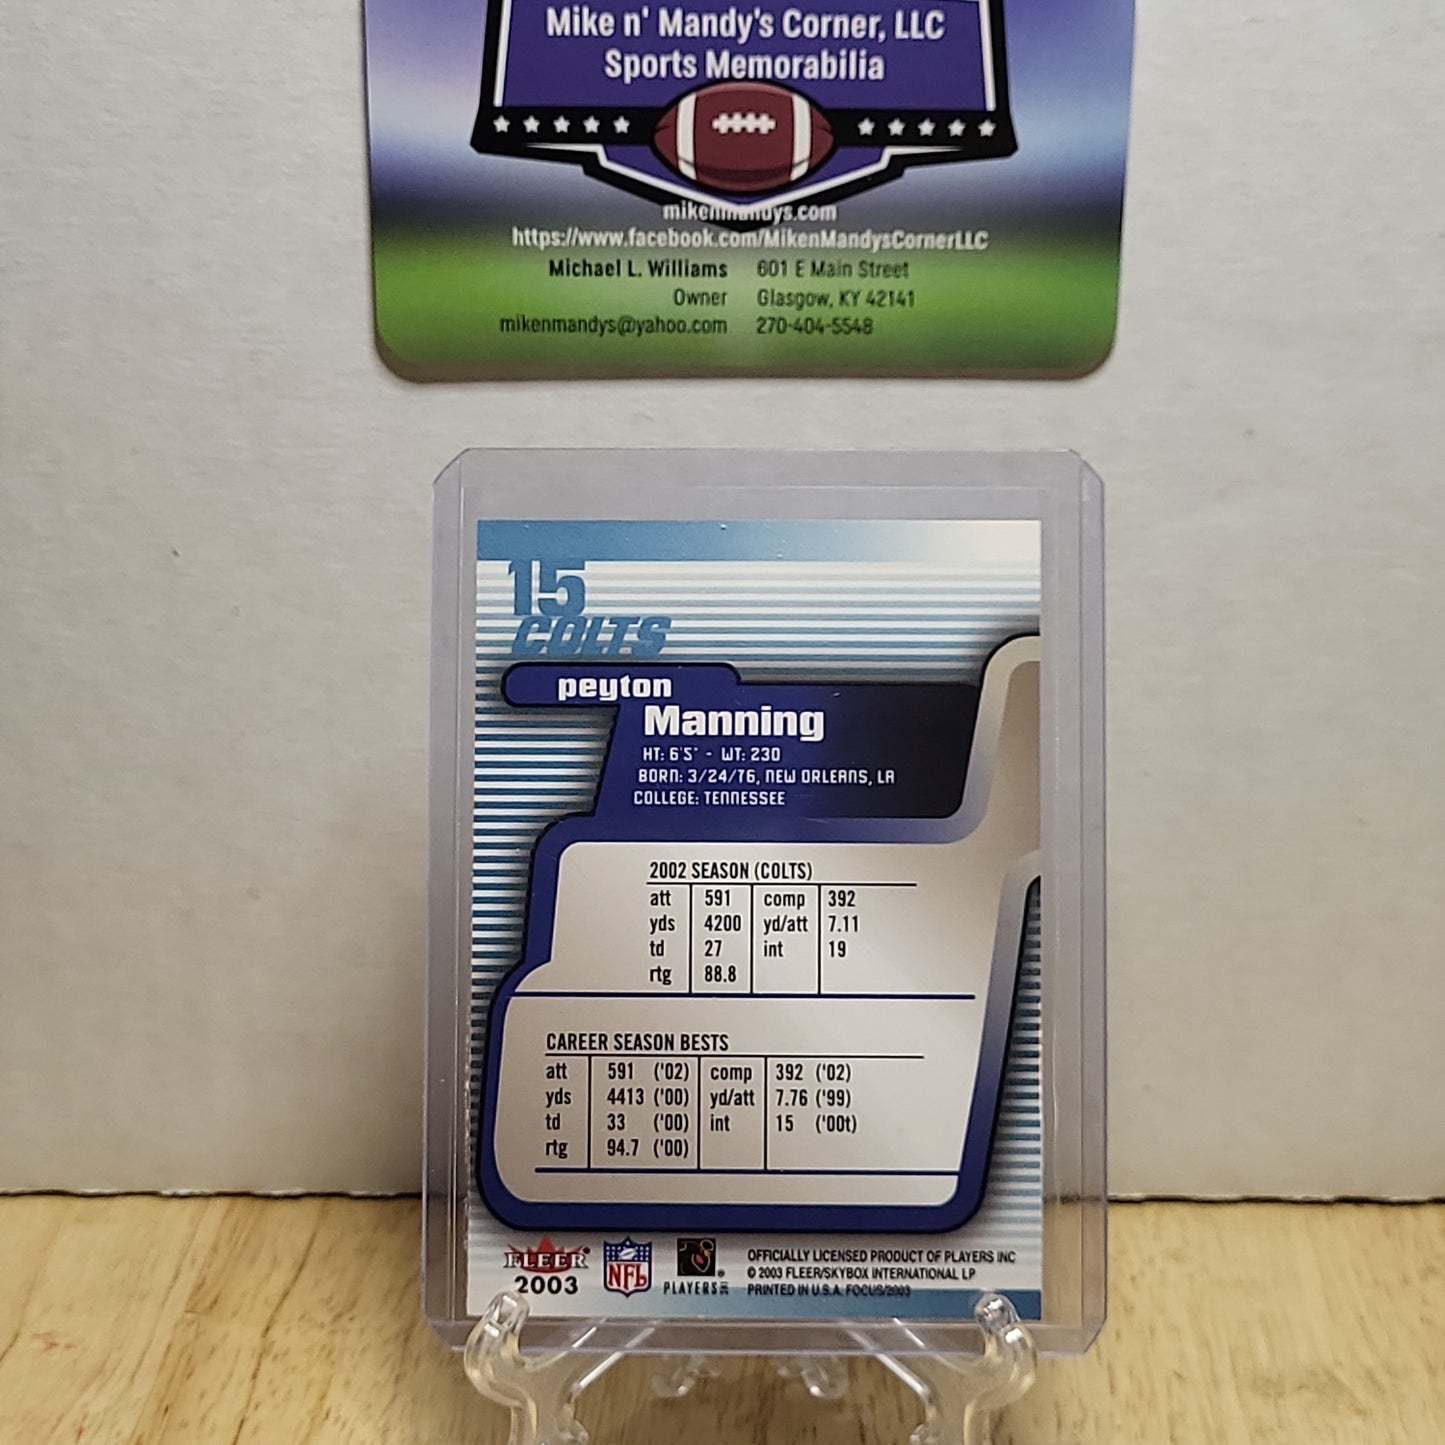 Mike n' Mandy's Corner, LLC
Sports Memorabilia
mikenmandys.com
https://www.facebook.com/MikenMandysCornerLLC
Michael L. Williams 601 E Main Street
Owner Glasgow, KY 42141
mikenmandys@yahoo.com 270-404-5548
15
COLTS
peyton
Manning
HT: 6'5" - WT: 230
BORN: 3/24/76, NEW ORLEANS, LA
COLLEGE: TENNESSEE
2002 SEASON (COLTS)
att 591 comp 392
yds 4200 yd/att 7.11
td 27 int 19
rtg 88.8
CAREER SEASON BESTS
att 591 ('02) comp 392 ('02)
yds 4413 ('00) yd/att 7.76 ('99)
td 33 ('00) int 15 ('00t)
rtg 94.7 ('00)
FLEER
2003
NFL
PLAYERS INC
OFFICIALLY LICENSED PRODUCT OF PLAYERS INC
© 2003 FLEER/SKYBOX INTERNATIONAL LP
PRINTED IN U.S.A. FOCUS/2003